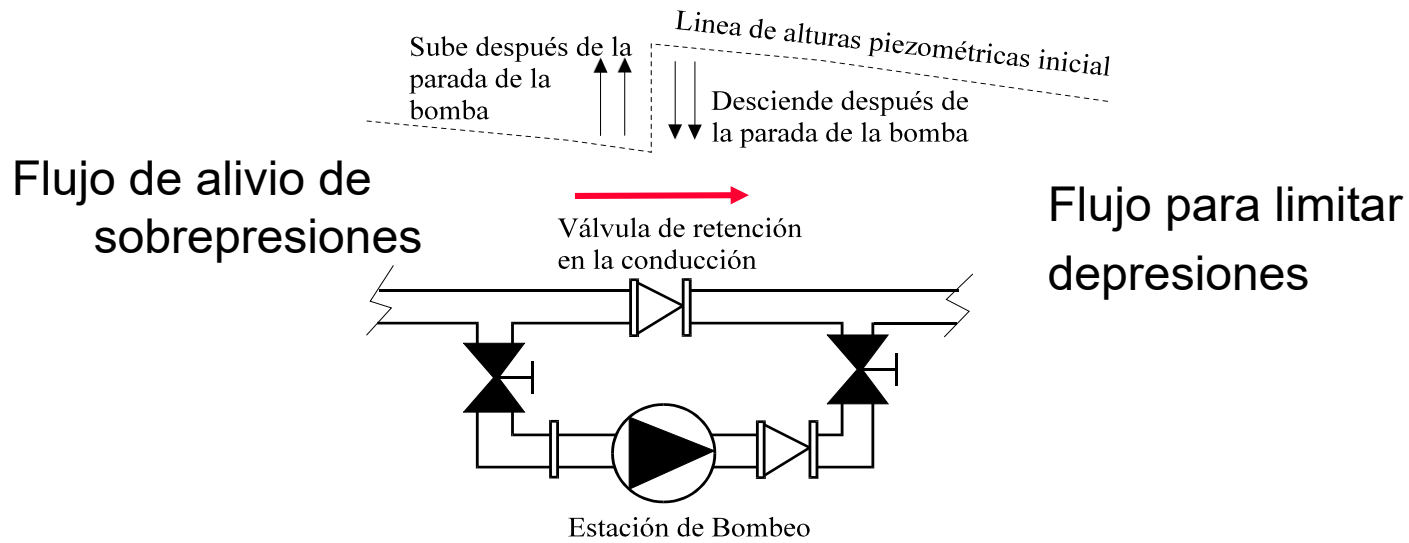 Linea de alturas piezométricas inicial
Sube después de la
parada de la
bomba
Desciende después de
la parada de la bomba
Flujo de alivio de
sobrepresiones
Flujo para limitar
depresiones
Válvula de retención
en la conducción
Estación de Bombeo